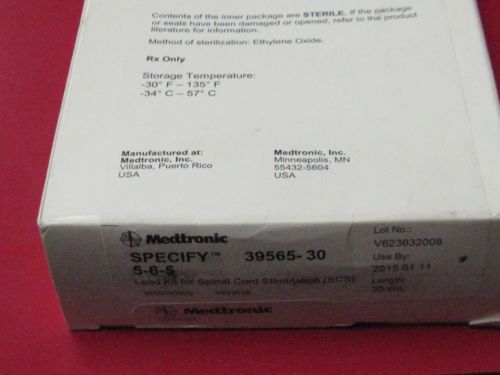 Contents of the inner package are STERILE. If the package
or seals have been damaged or opened, refer to the product
literature for information.
Method of sterilization: Ethylene Oxide.
Rx Only
Storage Temperature:
-30° F – 135° F
-34° C – 57° C
Manufactured at:
Medtronic, Inc.
Villalba, Puerto Rico
USA
Medtronic, Inc.
Minneapolis, MN
55432-5604
USA
Medtronic
SPECIFY™ 39565-30
5-6-5
Lead Kit for Spinal Cord Stimulation (SCS)
Lot No.:
V623632008
Use By:
2015-01 11
Length:
30 cm
Medtronic